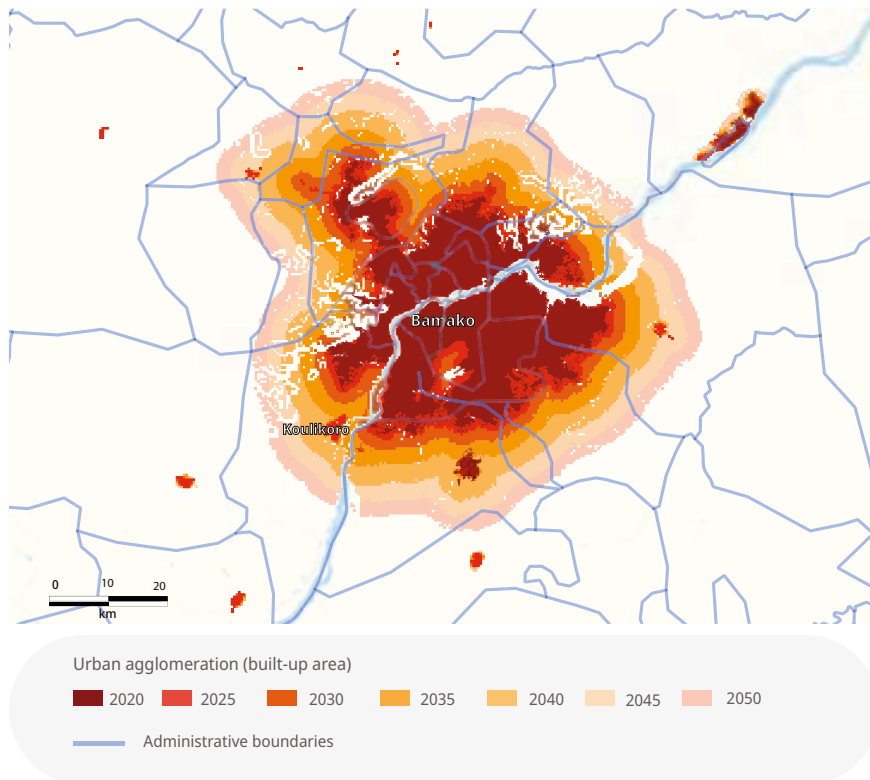 Bamako
Koulikoro
0 10 20
km
Urban agglomeration (built-up area)
2020 2025 2030 2035 2040 2045 2050
Administrative boundaries